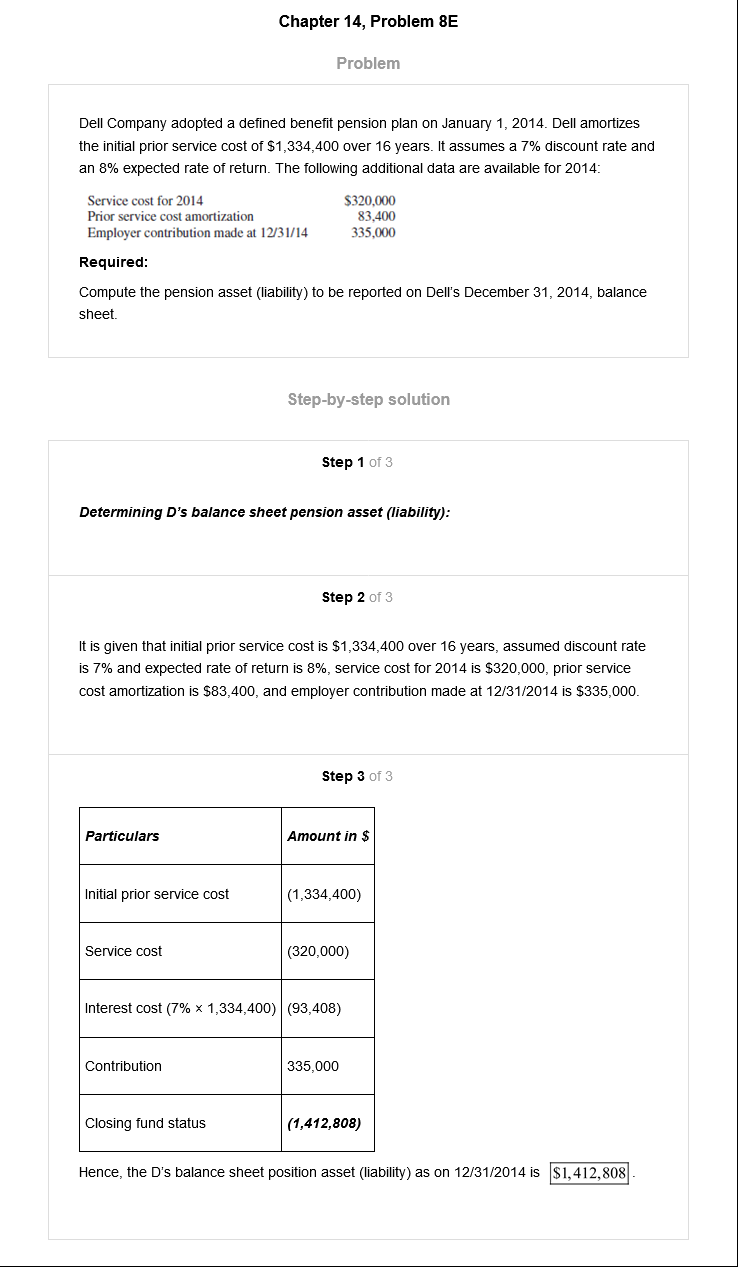 Chapter 14, Problem 8E
Problem
Dell Company adopted a defined benefit pension plan on January 1, 2014. Dell amortizes
the initial prior service cost of $1,334,400 over 16 years. It assumes a 7% discount rate and
an 8% expected rate of return. The following additional data are available for 2014:
Service cost for 2014 $320,000
Prior service cost amortization 83,400
Employer contribution made at 12/31/14 335,000
Required:
Compute the pension asset (liability) to be reported on Dell's December 31, 2014, balance
sheet.
Step-by-step solution
Step 1 of 3
Determining D's balance sheet pension asset (liability):
Step 2 of 3
It is given that initial prior service cost is $1,334,400 over 16 years, assumed discount rate
is 7% and expected rate of return is 8%, service cost for 2014 is $320,000, prior service
cost amortization is $83,400, and employer contribution made at 12/31/2014 is $335,000.
Step 3 of 3
Particulars Amount in $
Initial prior service cost (1,334,400)
Service cost (320,000)
Interest cost (7% × 1,334,400) (93,408)
Contribution 335,000
Closing fund status (1,412,808)
Hence, the D's balance sheet position asset (liability) as on 12/31/2014 is $1,412,808 .